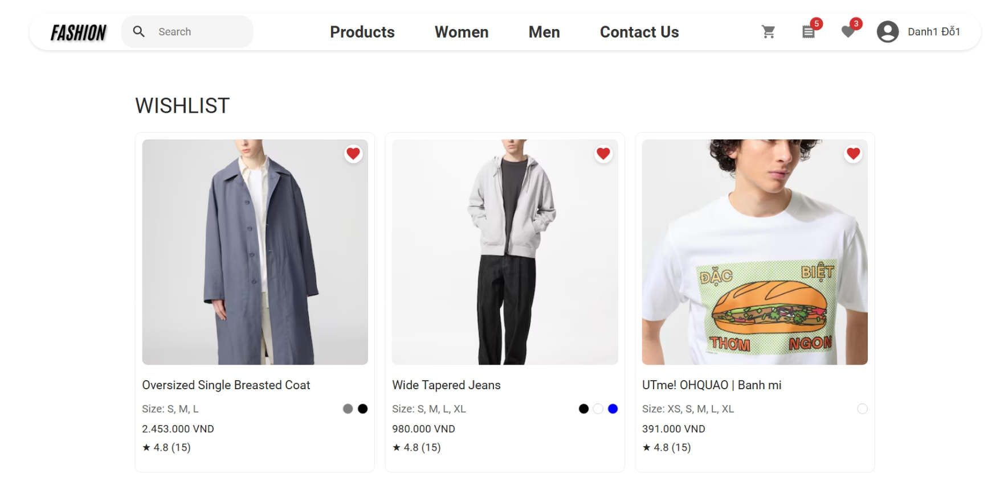 FASHION
Search
Products
Women
Men
Contact Us
5
3
Danh1 Đỗ1
WISHLIST
ĐẶC BIỆT
THƠM NGON
Oversized Single Breasted Coat
Size: S, M, L
2.453.000 VND
★ 4.8 (15)
Wide Tapered Jeans
Size: S, M, L, XL
980.000 VND
★ 4.8 (15)
UTme! OHQUAO | Banh mi
Size: XS, S, M, L, XL
391.000 VND
★ 4.8 (15)